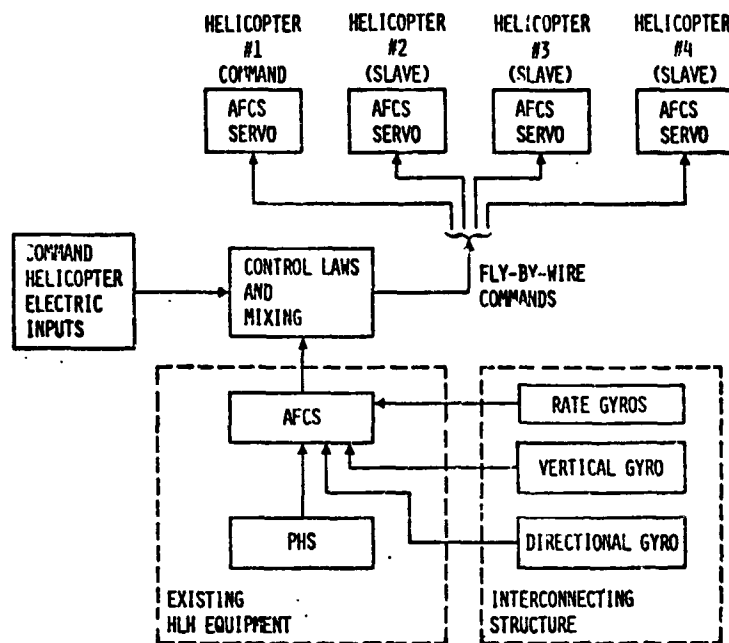 HELICOPTER
#1
COMMAND
HELICOPTER
#2
(SLAVE)
HELICOPTER
#3
(SLAVE)
HELICOPTER
#4
(SLAVE)
AFCS
SERVO
AFCS
SERVO
AFCS
SERVO
AFCS
SERVO
COMMAND
HELICOPTER
ELECTRIC
INPUTS
CONTROL LAWS
AND
MIXING
FLY-BY-WIRE
COMMANDS
AFCS
PHS
EXISTING
HLH EQUIPMENT
RATE GYROS
VERTICAL GYRO
DIRECTIONAL GYRO
INTERCONNECTING
STRUCTURE